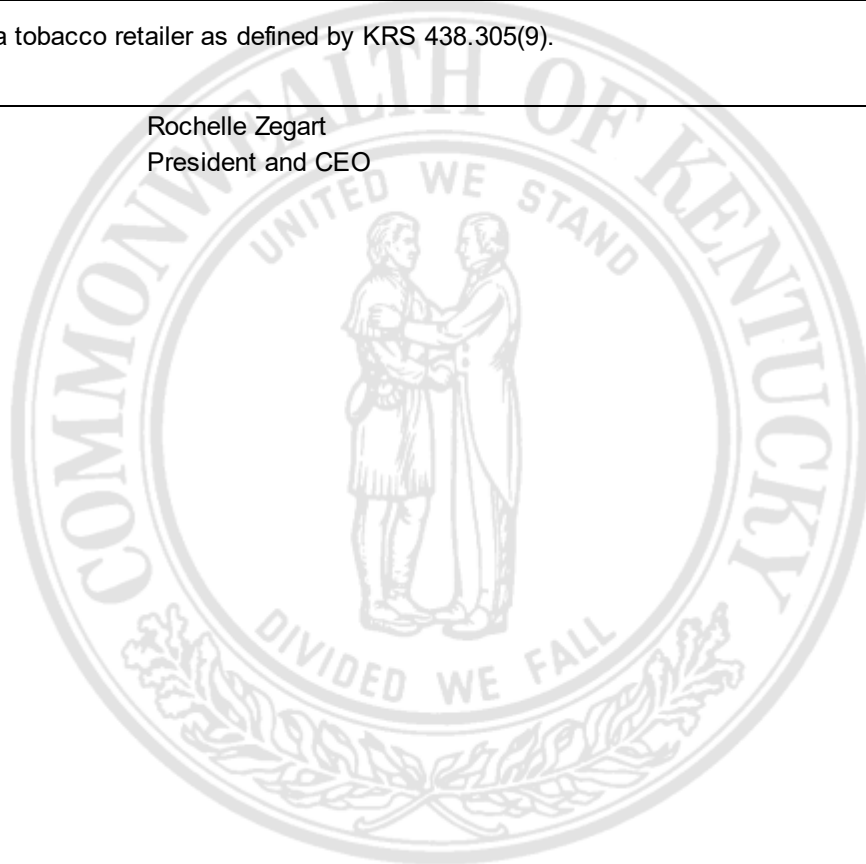 a tobacco retailer as defined by KRS 438.305(9).
Rochelle Zegart
President and CEO
COMMONWEALTH OF KENTUCKY
UNITED WE STAND
DIVIDED WE FALL